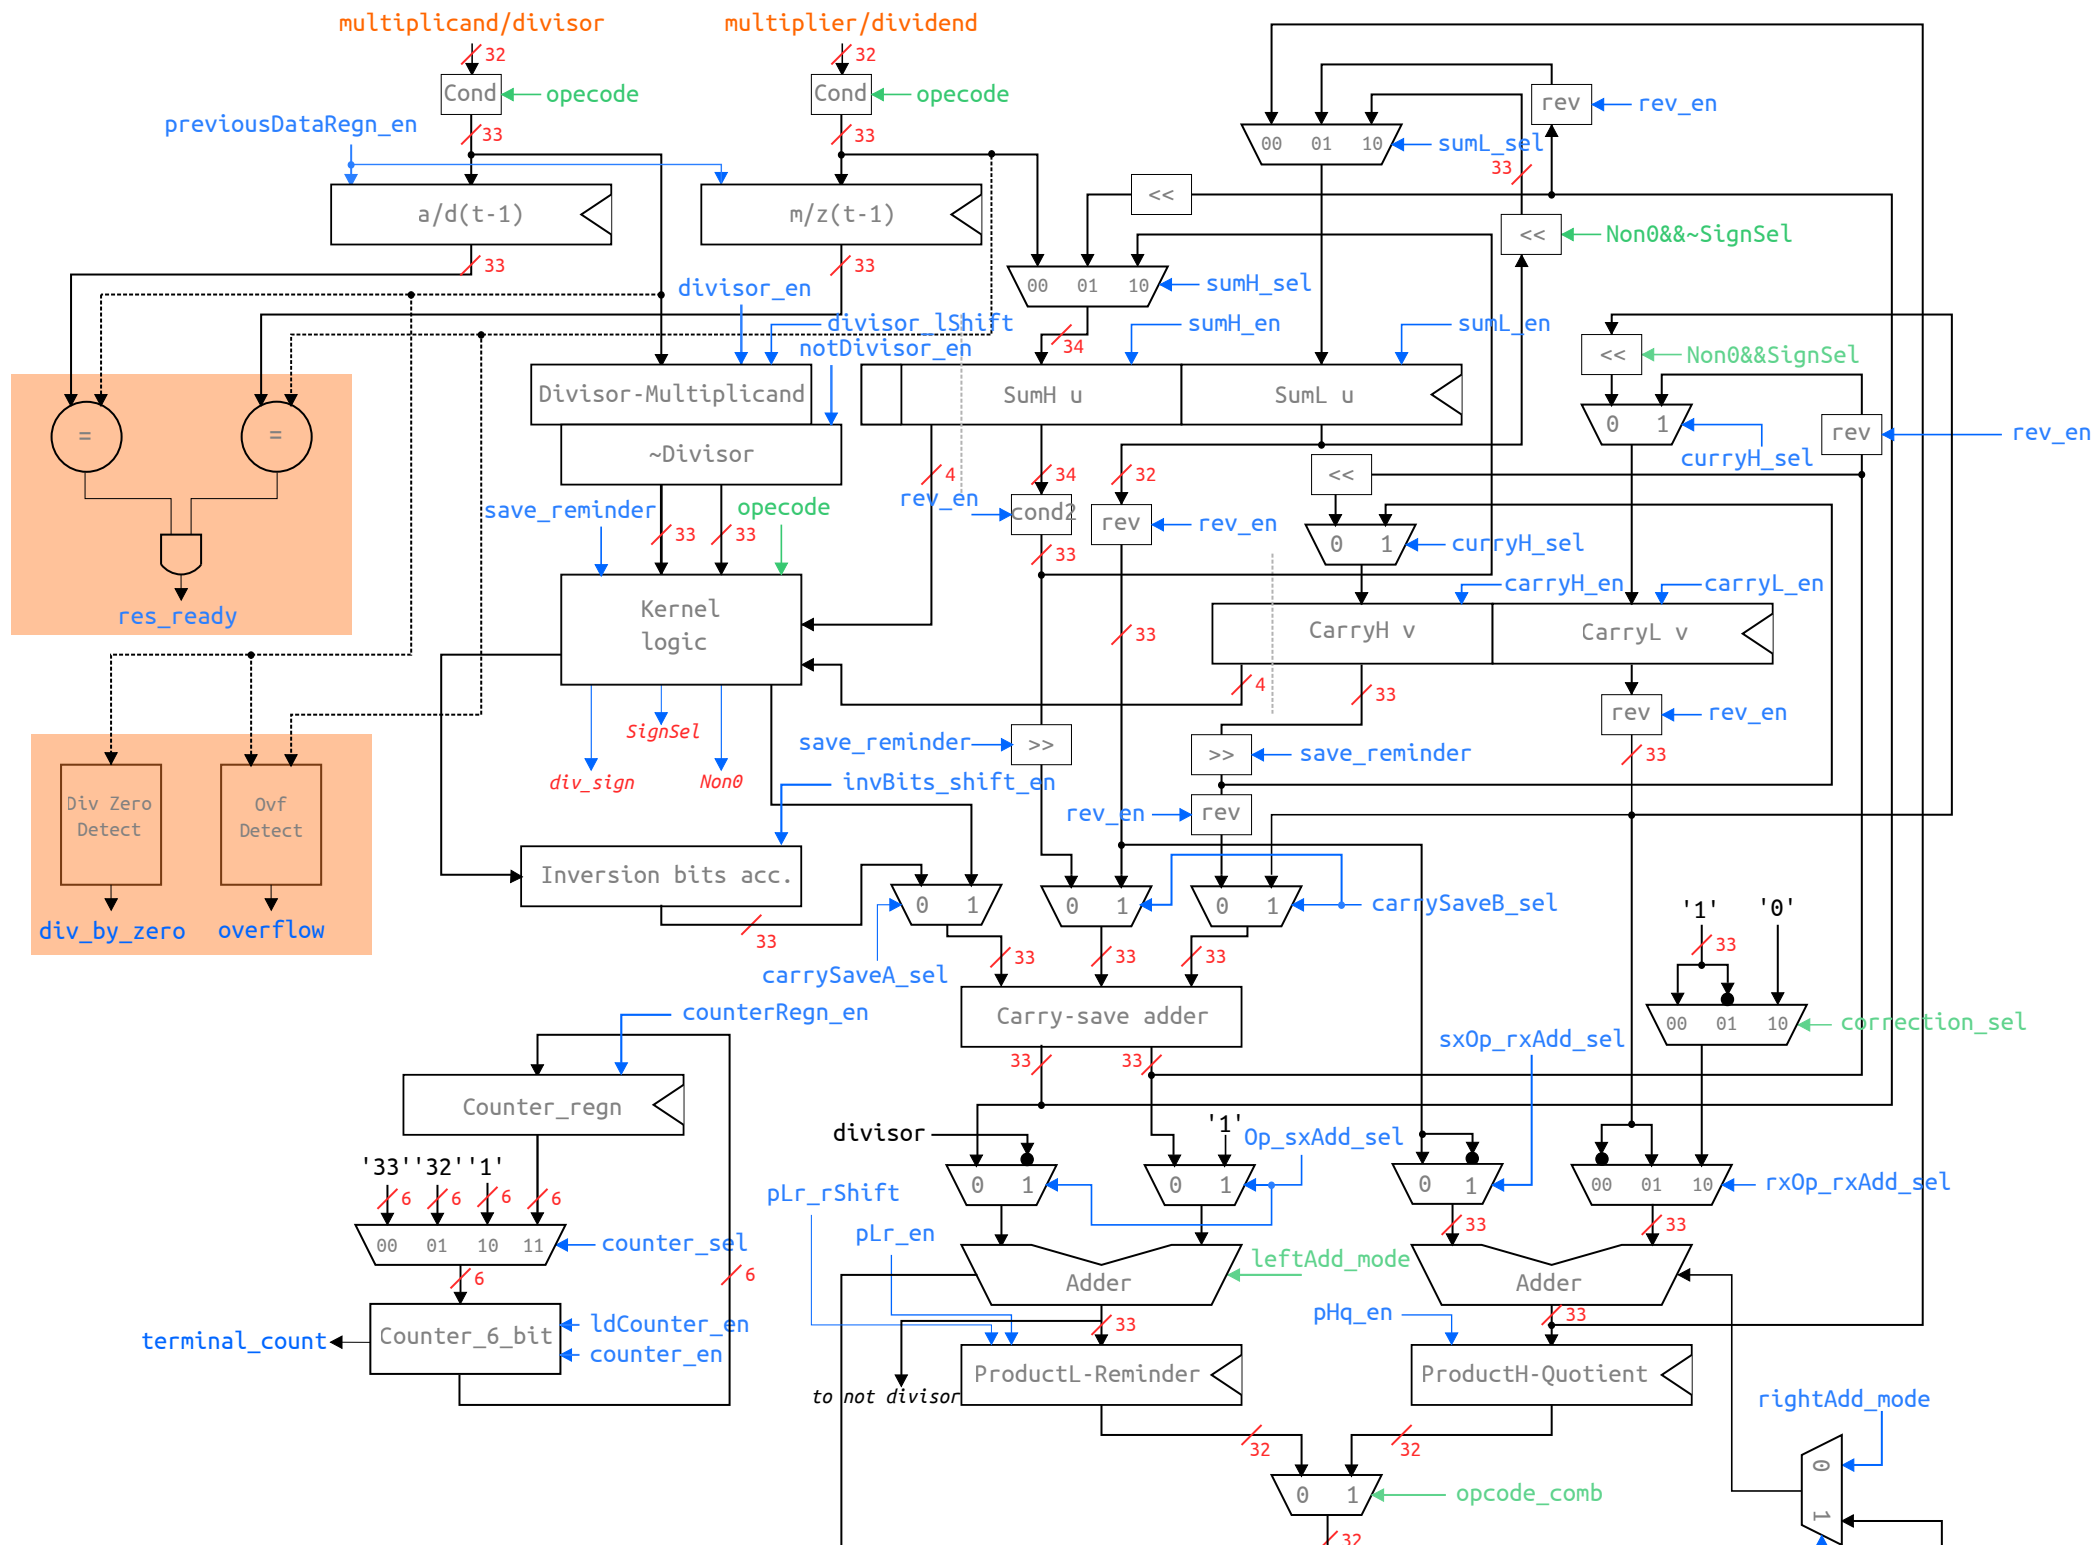 multiplicand/divisor
multiplier/dividend
32
32
Cond
opecode
Cond
opecode
rev
rev_en
previousDataRegn_en
33
33
00 01 10
sumL_sel
33
a/d(t-1)
m/z(t-1)
<<
<<
Non0&&~SignSel
33
33
divisor_en
00 01 10
sumH_sel
divisor_lShift
sumH_en
sumL_en
notDivisor_en
34
<<
Non0&&SignSel
Divisor-Multiplicand
SumH u
SumL u
0 1
rev
rev_en
curryH_sel
=
=
~Divisor
4
34
32
<<
save_reminder
opecode
rev_en
cond2
rev
rev_en
33
33
33
0 1
curryH_sel
carryH_en
carryL_en
res_ready
Kernel
logic
33
CarryH v
CarryL v
4
33
SignSel
rev
rev_en
save_reminder
>>
>>
save_reminder
33
div_sign
Non0
invBits_shift_en
Div Zero
Detect
Ovf
Detect
rev_en
rev
Inversion bits acc.
0 1
0 1
0 1
carrySaveB_sel
'1'
'0'
div_by_zero
overflow
33
33
33
33
33
carrySaveA_sel
counterRegn_en
Carry-save adder
00 01 10
correction_sel
33
33
sxOp_rxAdd_sel
Counter_regn
divisor
'1'
Op_sxAdd_sel
'33'
'32'
'1'
6
6
6
6
pLr_rShift
0 1
0 1
0 1
00 01 10
rxOp_rxAdd_sel
pLr_en
33
33
00 01 10 11
counter_sel
6
6
leftAdd_mode
Adder
Adder
pHq_en
33
33
terminal_count
Counter_6_bit
ldCounter_en
counter_en
to not divisor
ProductL-Reminder
ProductH-Quotient
rightAdd_mode
32
32
0 1
opcode_comb
0
1
32